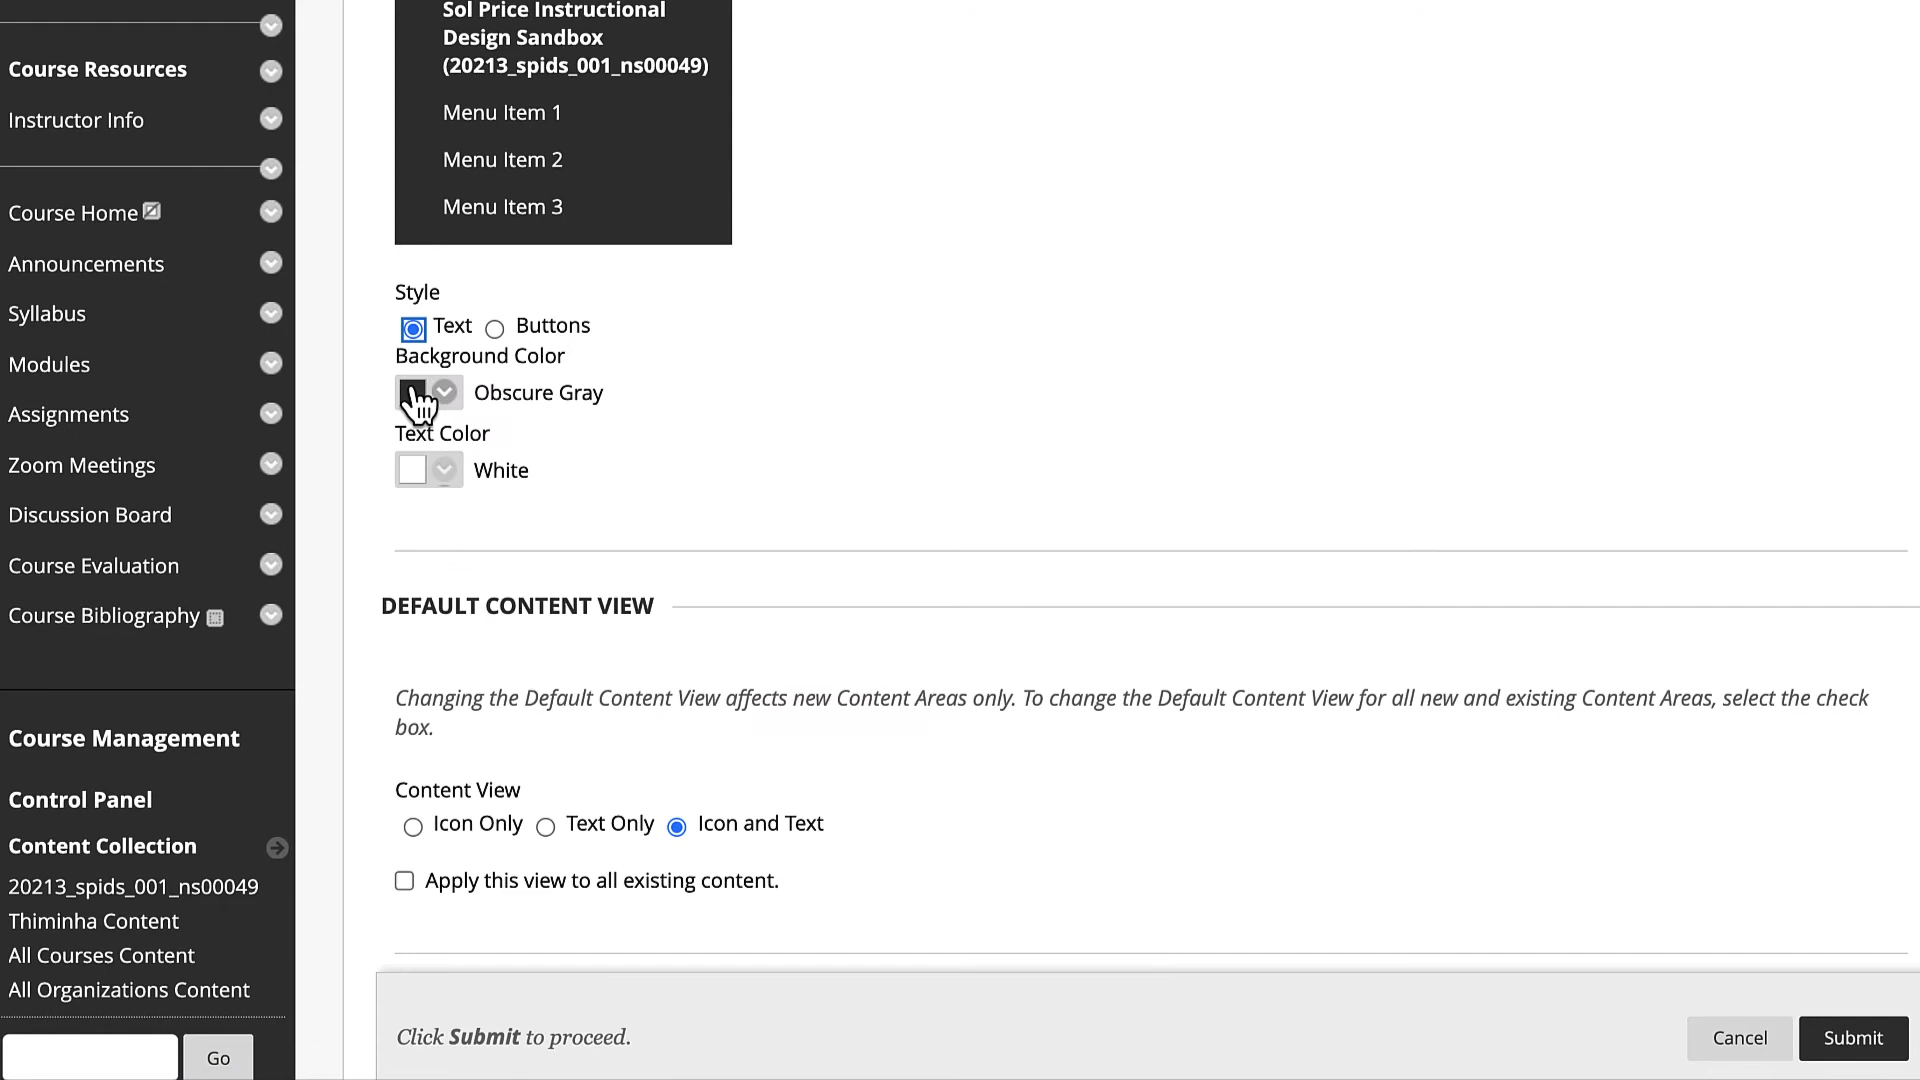 Course Resources
Instructor Info
Course Home
Announcements
Syllabus
Modules
Assignments
Zoom Meetings
Discussion Board
Course Evaluation
Course Bibliography
Course Management
Control Panel
Content Collection
20213_spids_001_ns00049
Thiminha Content
All Courses Content
All Organizations Content
Go
Sol Price Instructional
Design Sandbox
(20213_spids_001_ns00049)
Menu Item 1
Menu Item 2
Menu Item 3
Style
Text Buttons
Background Color
Obscure Gray
Text Color
White
DEFAULT CONTENT VIEW
Changing the Default Content View affects new Content Areas only. To change the Default Content View for all new and existing Content Areas, select the check
box.
Content View
Icon Only Text Only Icon and Text
Apply this view to all existing content.
Click Submit to proceed.
Cancel Submit